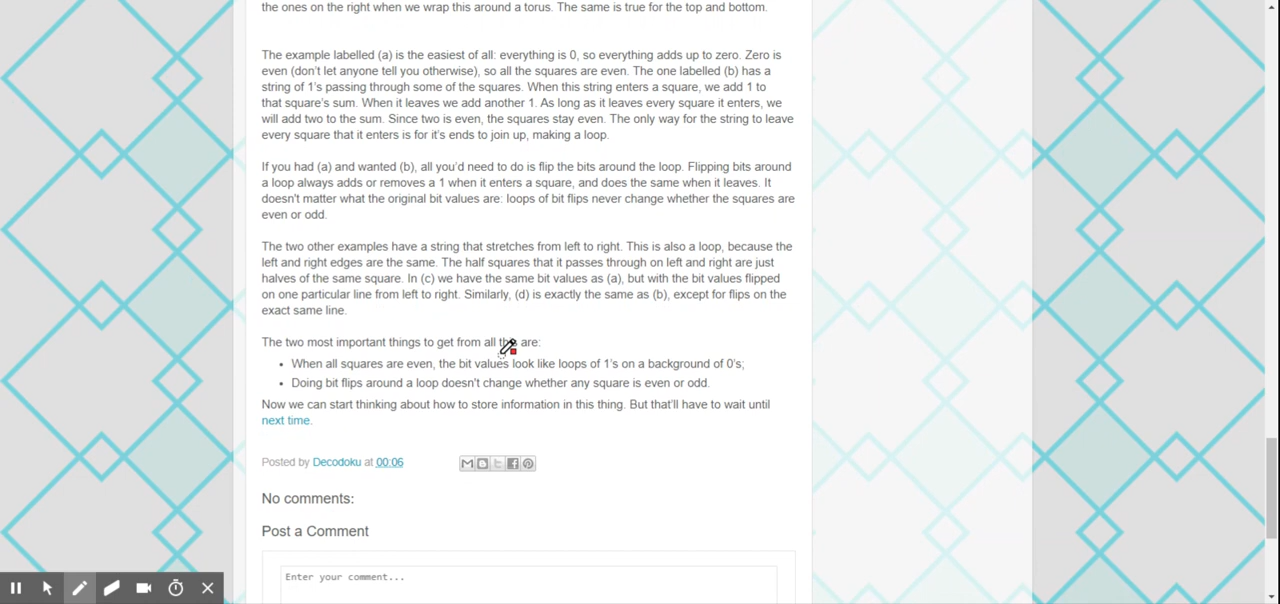 the ones on the right when we wrap this around a torus. The same is true for the top and bottom.
The example labelled (a) is the easiest of all: everything is 0, so everything adds up to zero. Zero is
even (don't let anyone tell you otherwise), so all the squares are even. The one labelled (b) has a
string of 1's passing through some of the squares. When this string enters a square, we add 1 to
that square's sum. When it leaves we add another 1. As long as it leaves every square it enters, we
will add two to the sum. Since two is even, the squares stay even. The only way for the string to leave
every square that it enters is for it's ends to join up, making a loop.
If you had (a) and wanted (b), all you'd need to do is flip the bits around the loop. Flipping bits around
a loop always adds or removes a 1 when it enters a square, and does the same when it leaves. It
doesn't matter what the original bit values are: loops of bit flips never change whether the squares are
even or odd.
The two other examples have a string that stretches from left to right. This is also a loop, because the
left and right edges are the same. The half squares that it passes through on left and right are just
halves of the same square. In (c) we have the same bit values as (a), but with the bit values flipped
on one particular line from left to right. Similarly, (d) is exactly the same as (b), except for flips on the
exact same line.
The two most important things to get from all this are:
• When all squares are even, the bit values look like loops of 1's on a background of 0's;
• Doing bit flips around a loop doesn't change whether any square is even or odd.
Now we can start thinking about how to store information in this thing. But that'll have to wait until
next time.
Posted by Decodoku at 00:06
No comments:
Post a Comment
Enter your comment...